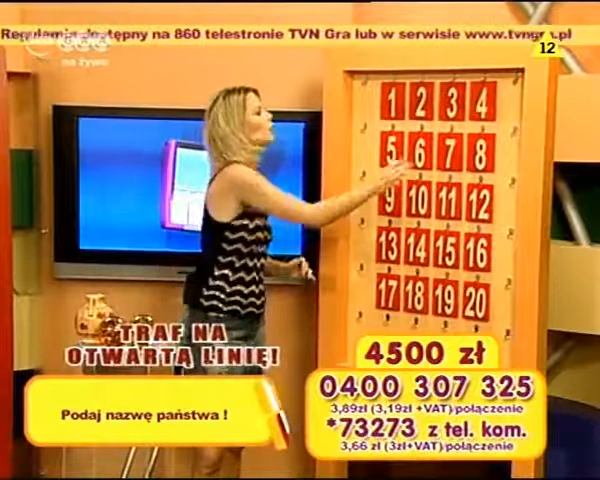 Regulamin dostępny na 860 telestronie TVN Gra lub w serwisie www.tvngra.pl
na żywo
12
1 2 3 4
5 6 7 8
9 10 11 12
13 14 15 16
17 18 19 20
TRAF NA
OTWARTĄ LINIĘ!
4500 zł
Podaj nazwę państwa !
0400 307 325
3,89zł (3,19zł +VAT)/połączenie
*73273 z tel. kom.
3,66 zł (3zł+VAT)/połączenie